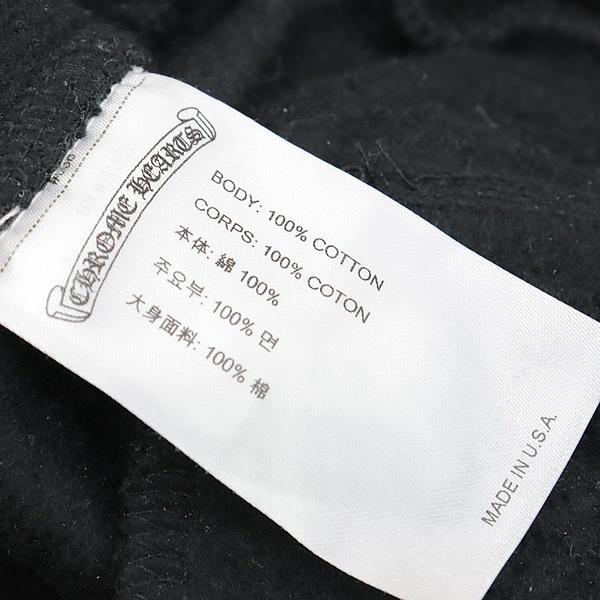 CHROME HEARTS
BODY: 100% COTTON
CORPS: 100% COTON
本体: 綿 100%
주요부: 100% 면
大身面料: 100% 棉
MADE IN U.S.A.